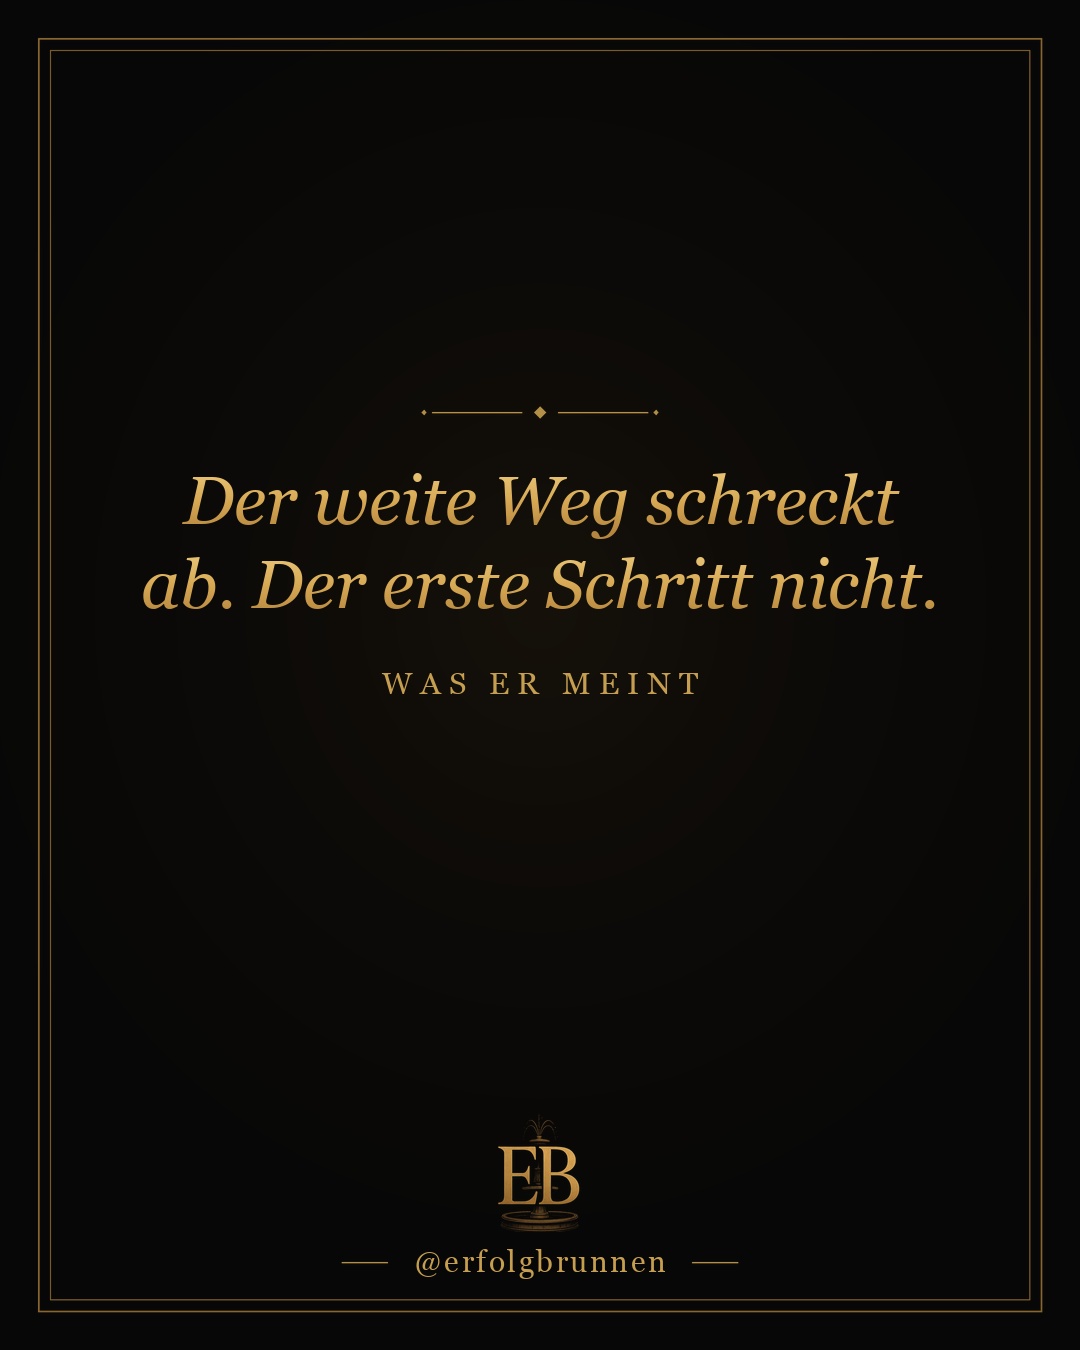 Der weite Weg schreckt
ab. Der erste Schritt nicht.
WAS ER MEINT
EB
@erfolgbrunnen